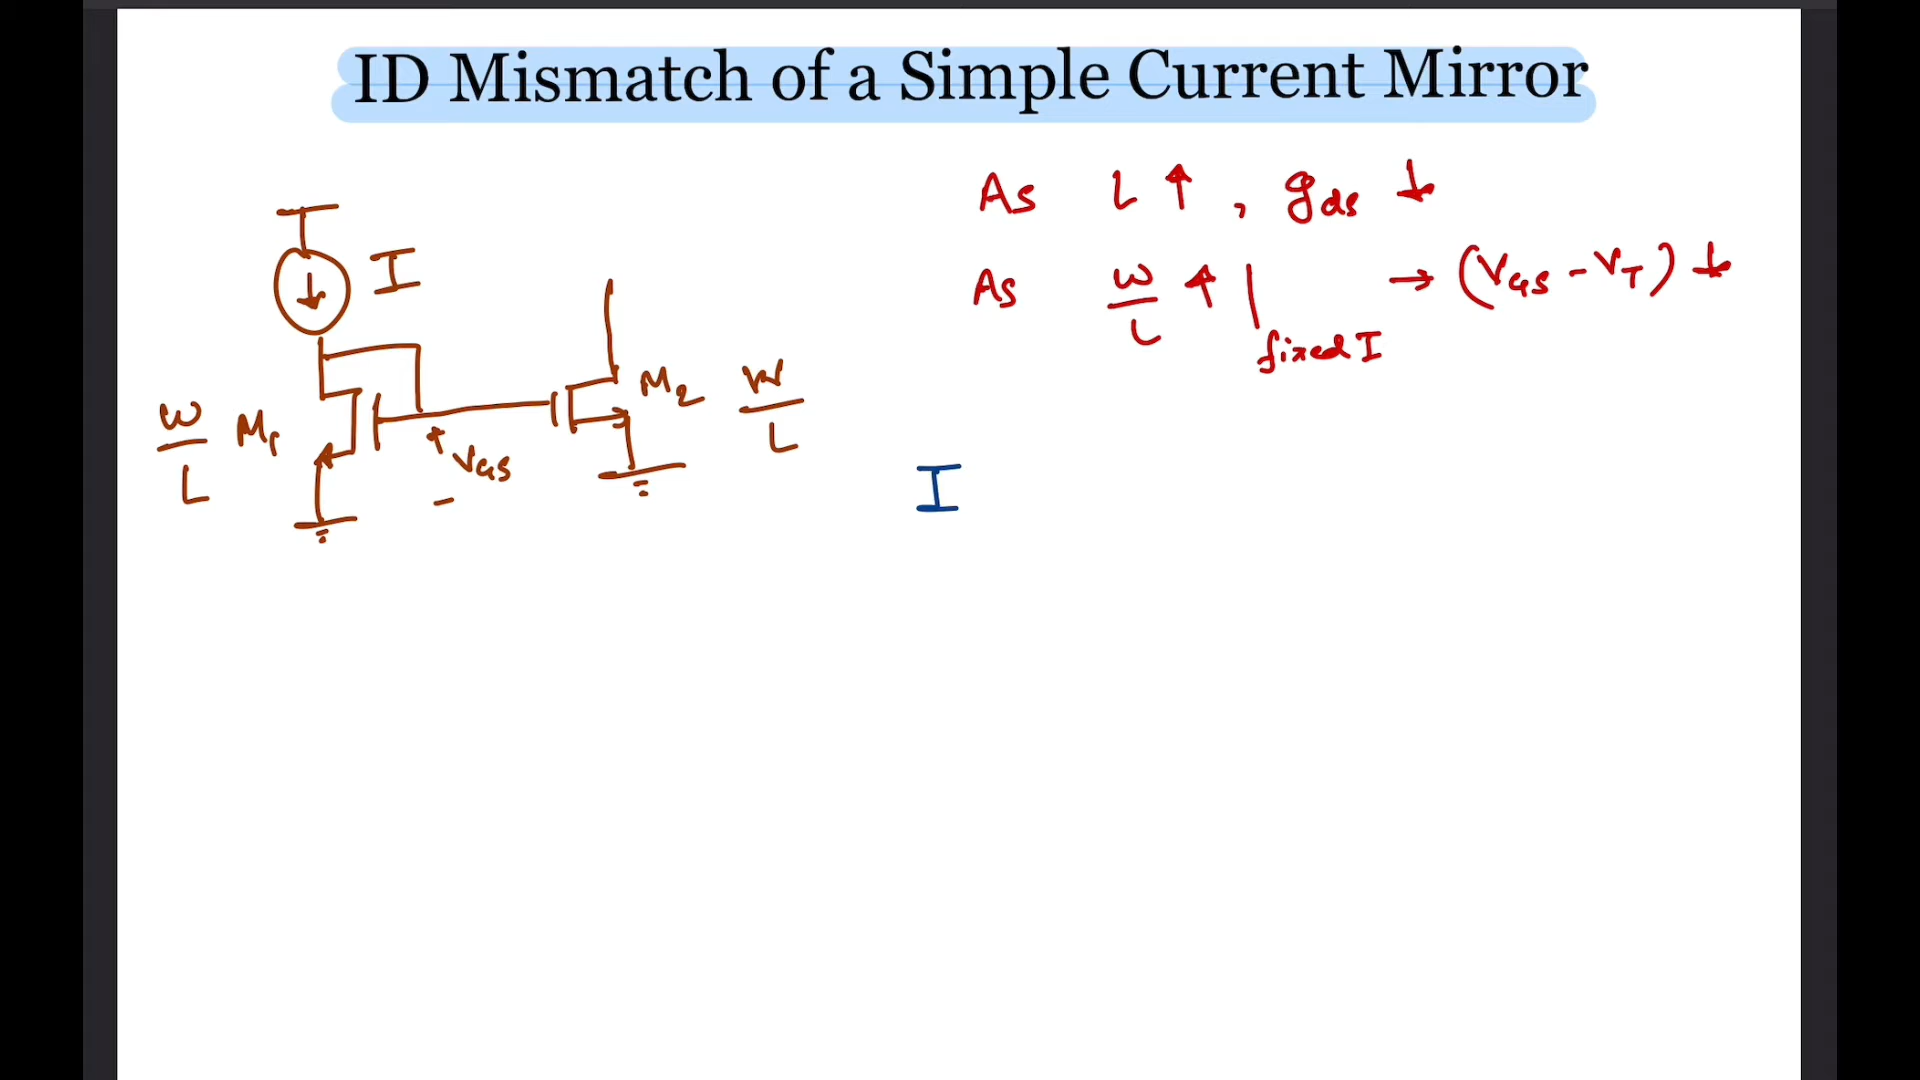 ID Mismatch of a Simple Current Mirror
As L ↑ , gds ↓
As W/L ↑ | fixed I → (VGS - VT) ↓
I
W/L M1
+ VGS -
M2 W/L
I